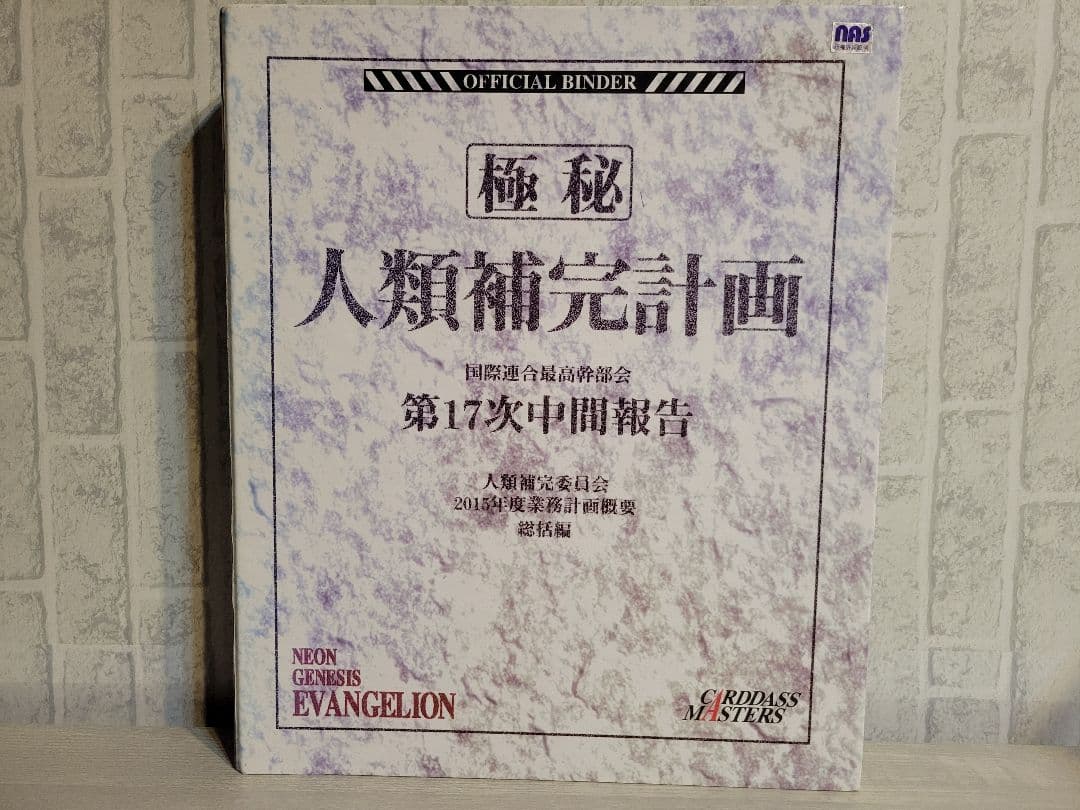 nas
OFFICIAL BINDER
極秘
人類補完計画
国際連合最高幹部会
第17次中間報告
人類補完委員会
2015年度業務計画概要
総括編
NEON
GENESIS
EVANGELION
CARDDASS
MASTERS